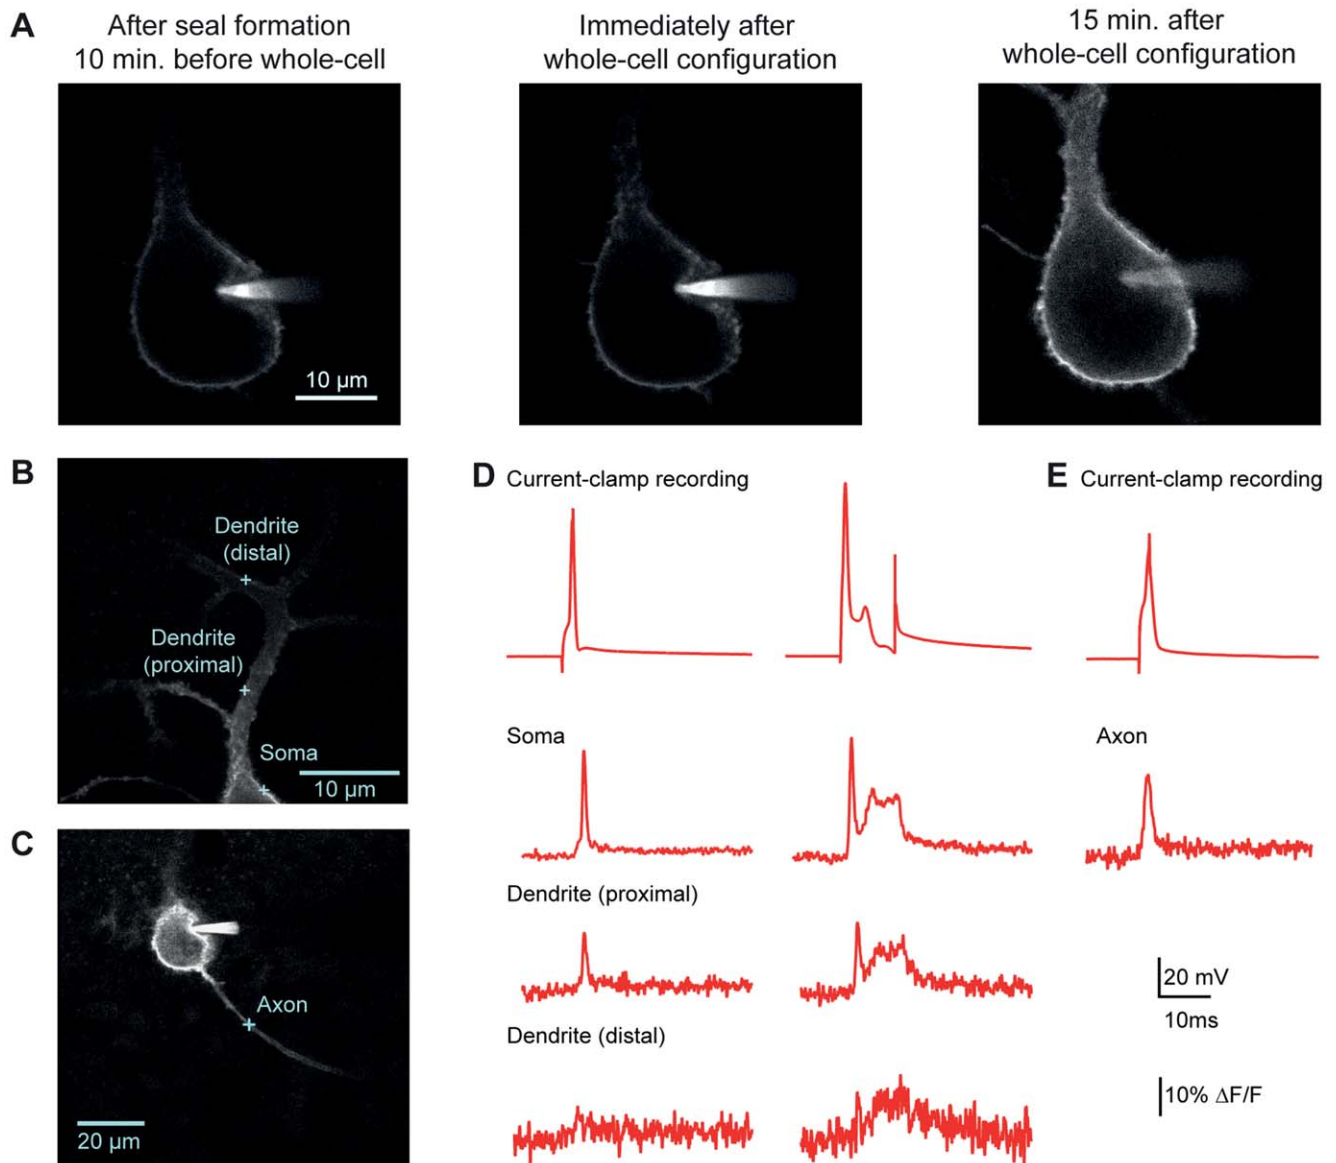 A
After seal formation
10 min. before whole-cell
Immediately after
whole-cell configuration
15 min. after
whole-cell configuration
10 µm
B
Dendrite
(distal)
Dendrite
(proximal)
Soma
10 µm
C
Axon
20 µm
D
Current-clamp recording
Soma
Dendrite (proximal)
Dendrite (distal)
E
Current-clamp recording
Axon
20 mV
10ms
10% ΔF/F